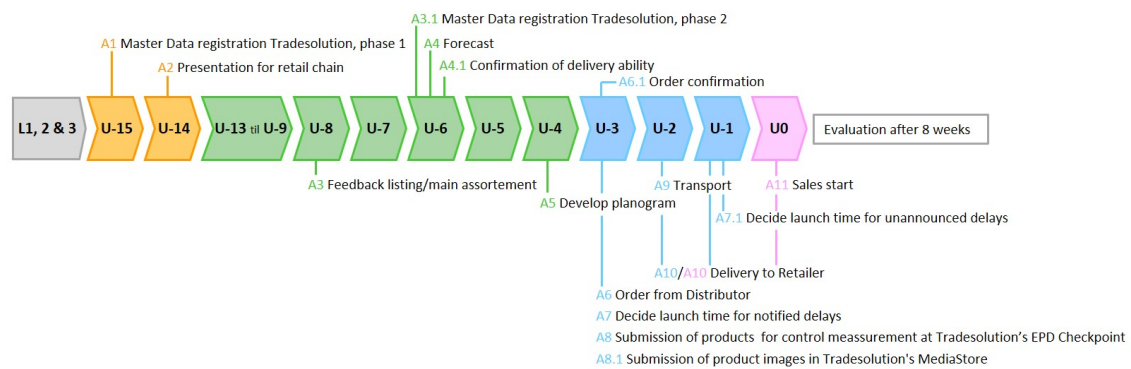 A3.1 Master Data registration Tradesolution, phase 2
A1 Master Data registration Tradesolution, phase 1
A4 Forecast
A2 Presentation for retail chain
A4.1 Confirmation of delivery ability
A6.1 Order confirmation
L1, 2 & 3
U-15
U-14
U-13 til U-9
U-8
U-7
U-6
U-5
U-4
U-3
U-2
U-1
U0
Evaluation after 8 weeks
A3 Feedback listing/main assortement
A9 Transport
A11 Sales start
A5 Develop planogram
A7.1 Decide launch time for unannounced delays
A10/A10 Delivery to Retailer
A6 Order from Distributor
A7 Decide launch time for notified delays
A8 Submission of products for control meassurement at Tradesolution’s EPD Checkpoint
A8.1 Submission of product images in Tradesolution's MediaStore